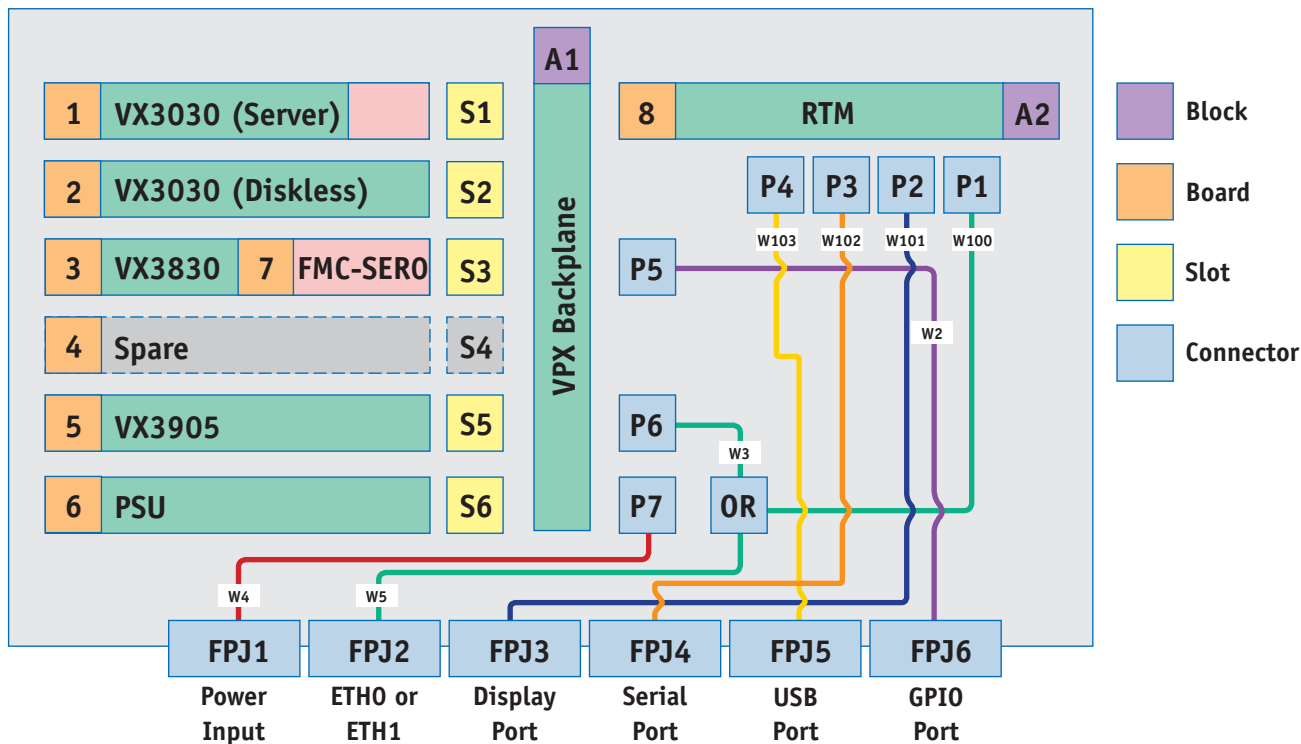 A1
1 VX3030 (Server) S1
8 RTM A2
Block
2 VX3030 (Diskless) S2
P4 P3 P2 P1
Board
W103 W102 W101 W100
3 VX3830 7 FMC-SER0 S3
P5
Slot
VPX Backplane
W2
4 Spare S4
Connector
5 VX3905 S5
P6
W3
6 PSU S6
P7 OR
W4 W5
FPJ1 FPJ2 FPJ3 FPJ4 FPJ5 FPJ6
Power ETH0 or Display Serial USB GPIO
Input ETH1 Port Port Port Port